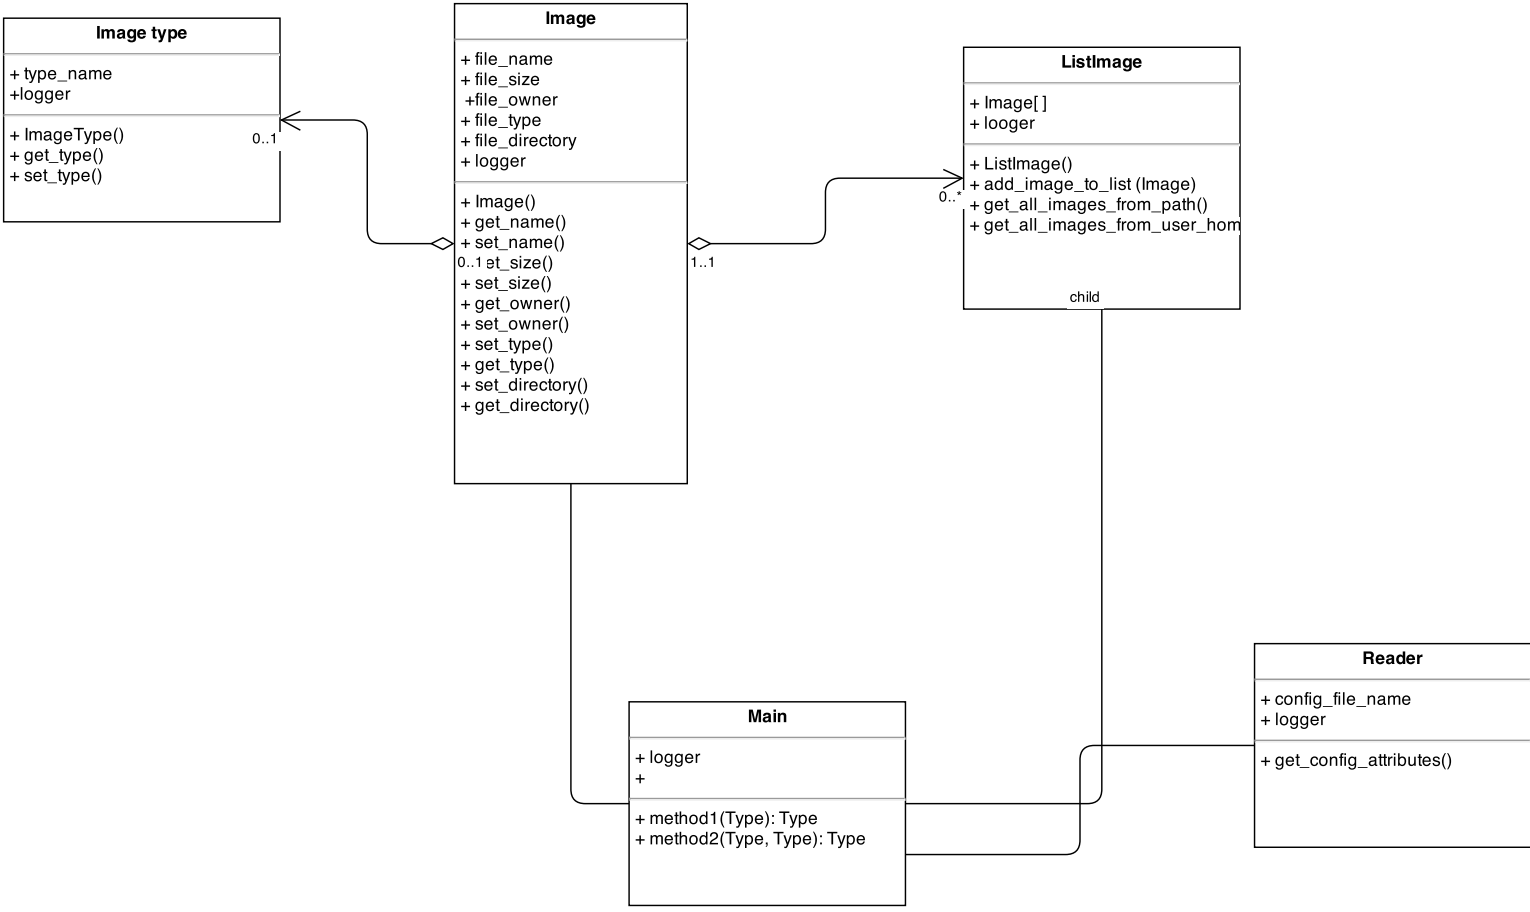 Image type
+ type_name
+logger
+ ImageType()
+ get_type()
+ set_type()
0..1
Image
+ file_name
+ file_size
+file_owner
+ file_type
+ file_directory
+ logger
+ Image()
+ get_name()
+ set_name()
0..1 et_size()
+ set_size()
+ get_owner()
+ set_owner()
+ set_type()
+ get_type()
+ set_directory()
+ get_directory()
1..1
0..*
ListImage
+ Image[ ]
+ looger
+ ListImage()
+ add_image_to_list (Image)
+ get_all_images_from_path()
+ get_all_images_from_user_hom
child
Main
+ logger
+
+ method1(Type): Type
+ method2(Type, Type): Type
Reader
+ config_file_name
+ logger
+ get_config_attributes()